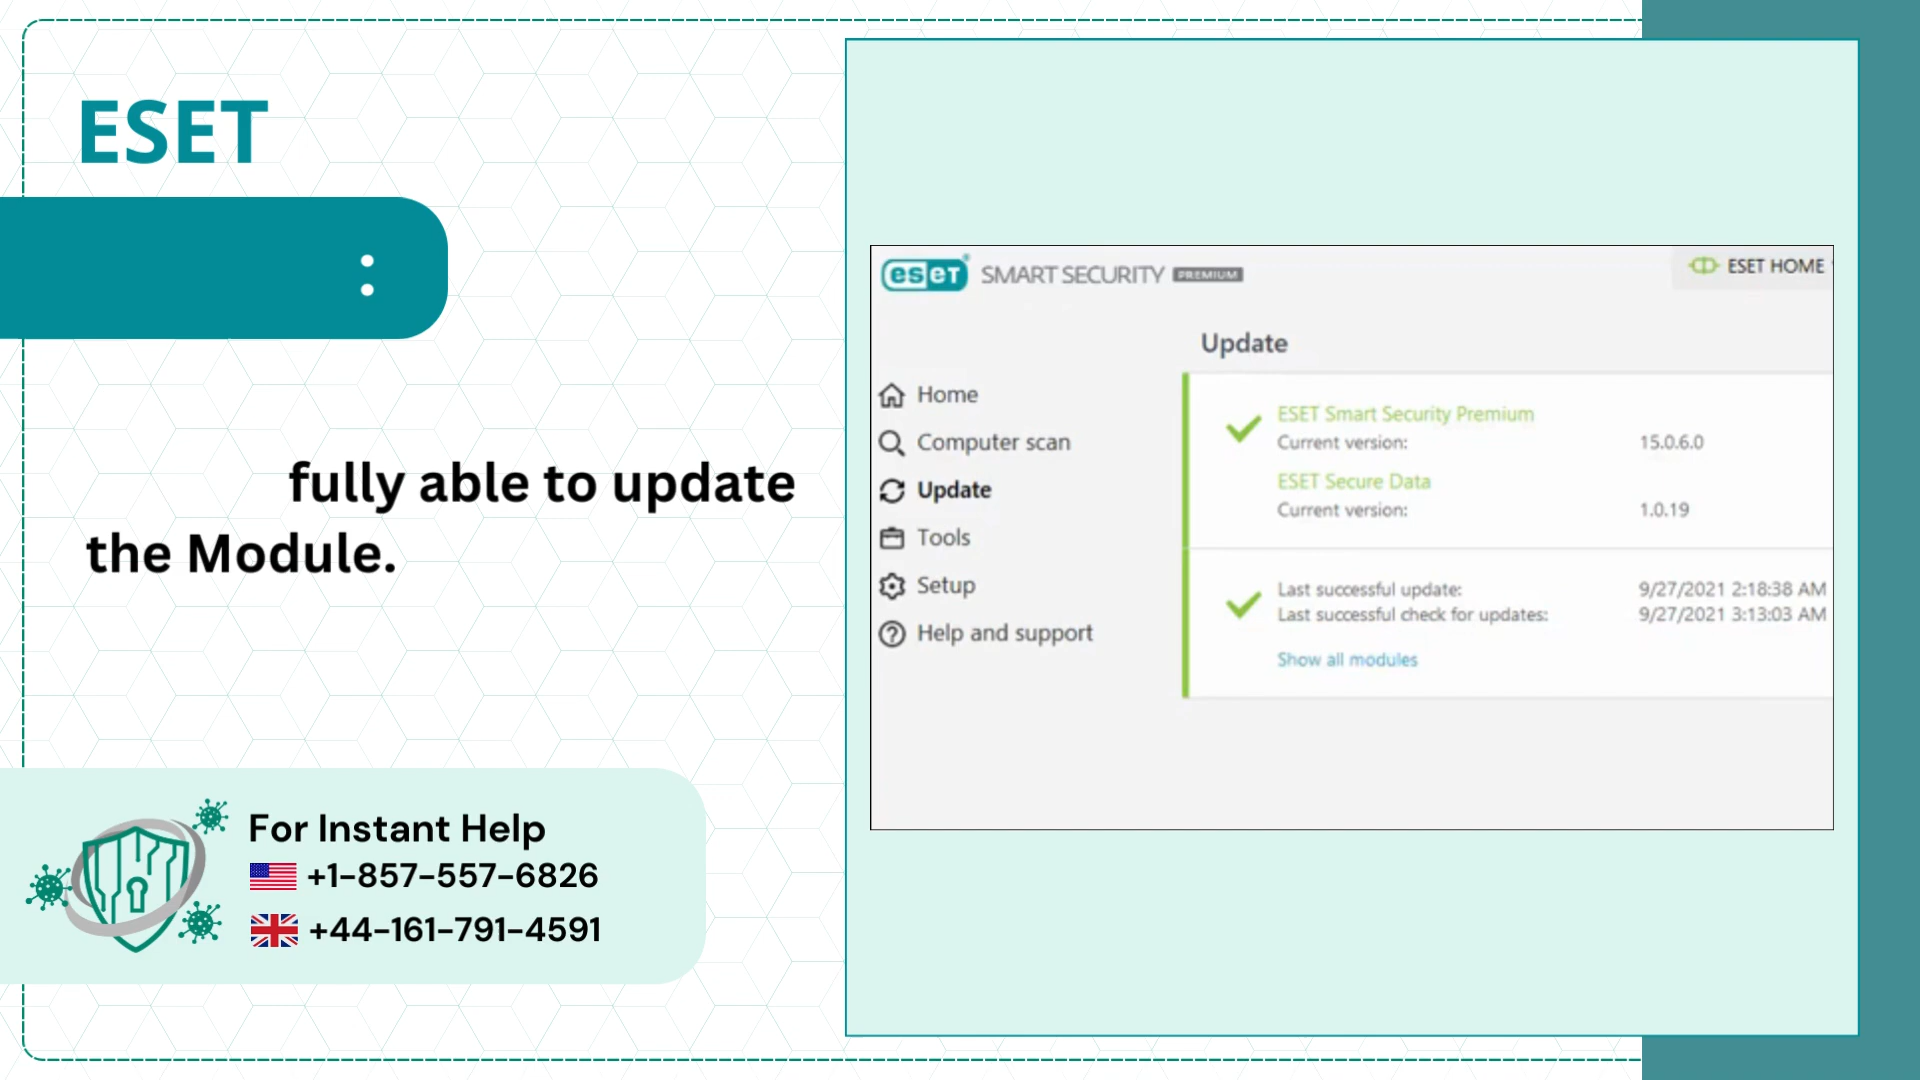 ESET
:
fully able to update
the Module.
For Instant Help
+1-857-557-6826
+44-161-791-4591
eset SMART SECURITY PREMIUM
ESET HOME
Update
Home
Computer scan
Update
Tools
Setup
Help and support
ESET Smart Security Premium
Current version: 15.0.6.0
ESET Secure Data
Current version: 1.0.19
Last successful update: 9/27/2021 2:18:38 AM
Last successful check for updates: 9/27/2021 3:13:03 AM
Show all modules